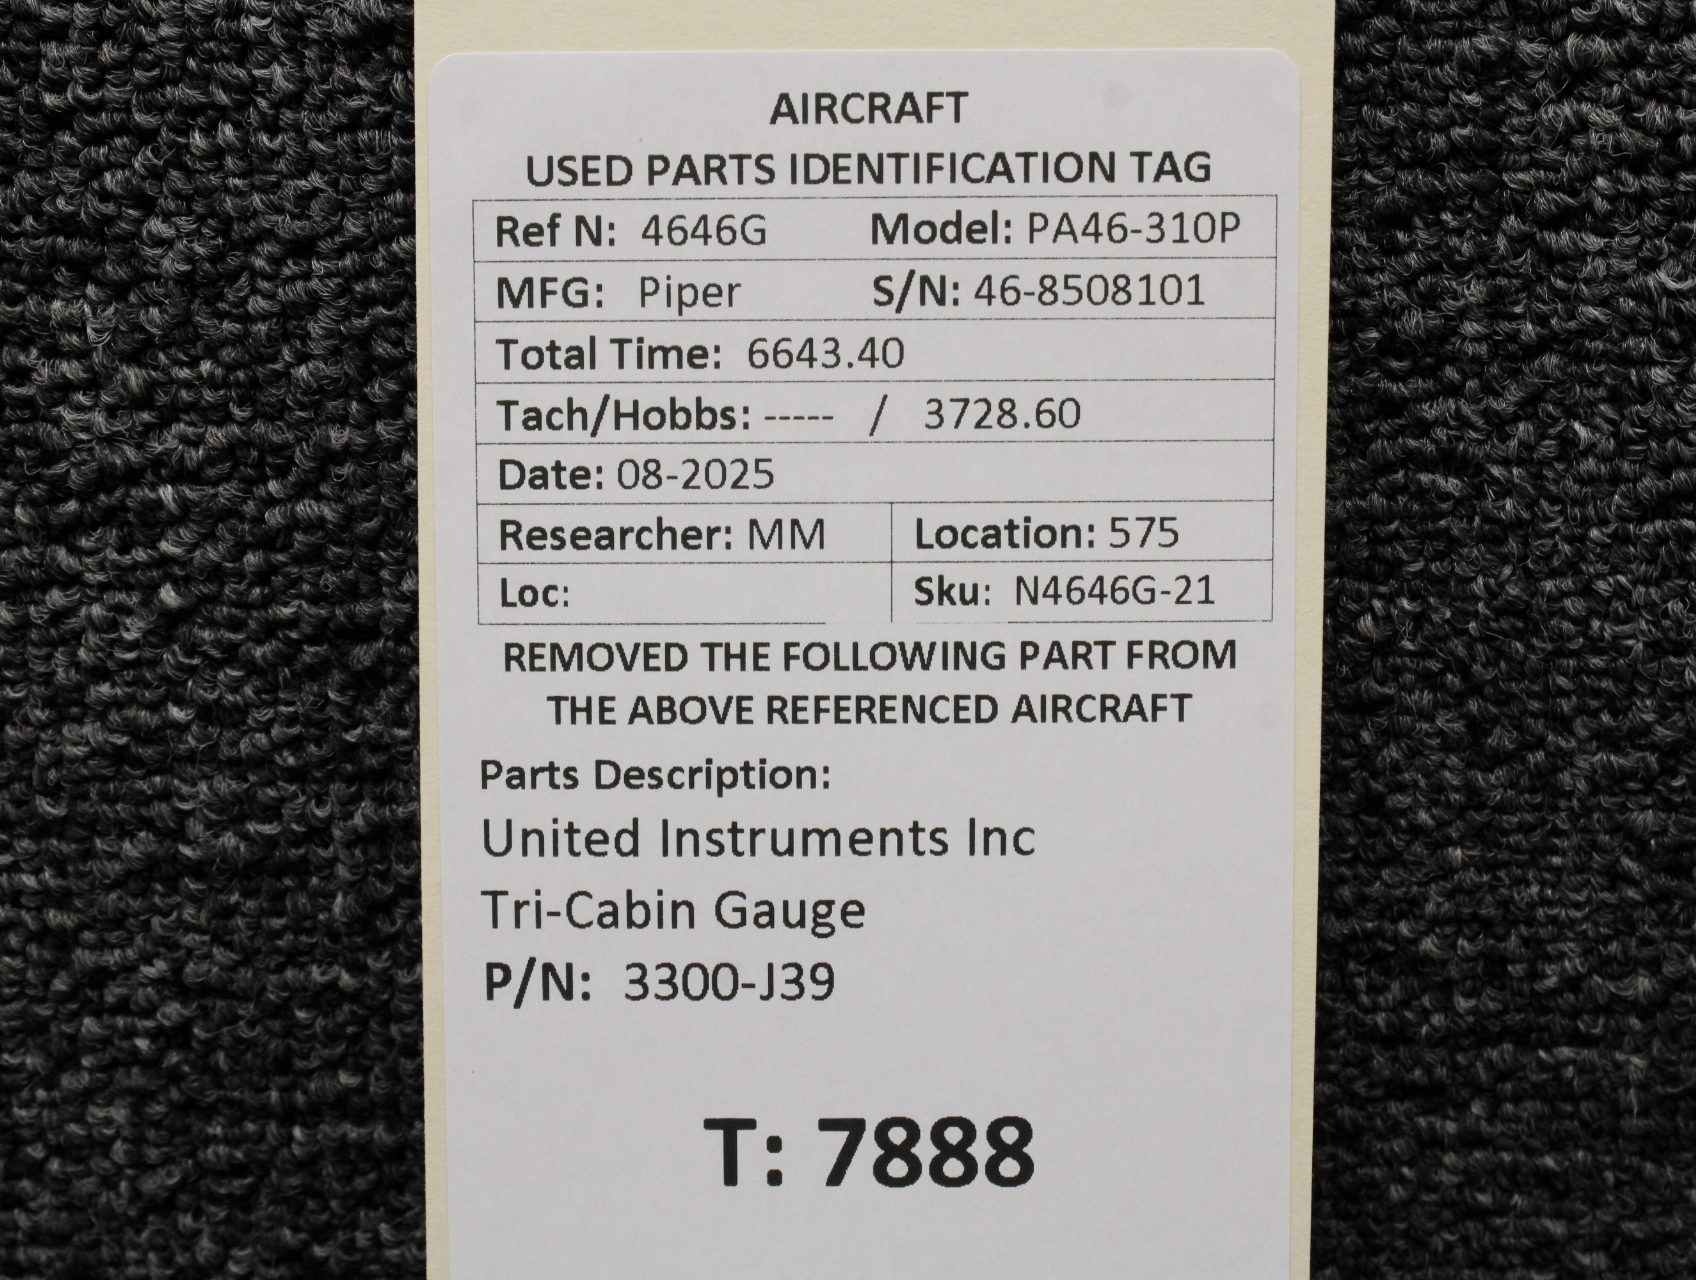 AIRCRAFT
USED PARTS IDENTIFICATION TAG
Ref N: 4646G Model: PA46-310P
MFG: Piper S/N: 46-8508101
Total Time: 6643.40
Tach/Hobbs: ----- / 3728.60
Date: 08-2025
Researcher: MM Location: 575
Loc: Sku: N4646G-21
REMOVED THE FOLLOWING PART FROM
THE ABOVE REFERENCED AIRCRAFT
Parts Description:
United Instruments Inc
Tri-Cabin Gauge
P/N: 3300-J39
T: 7888